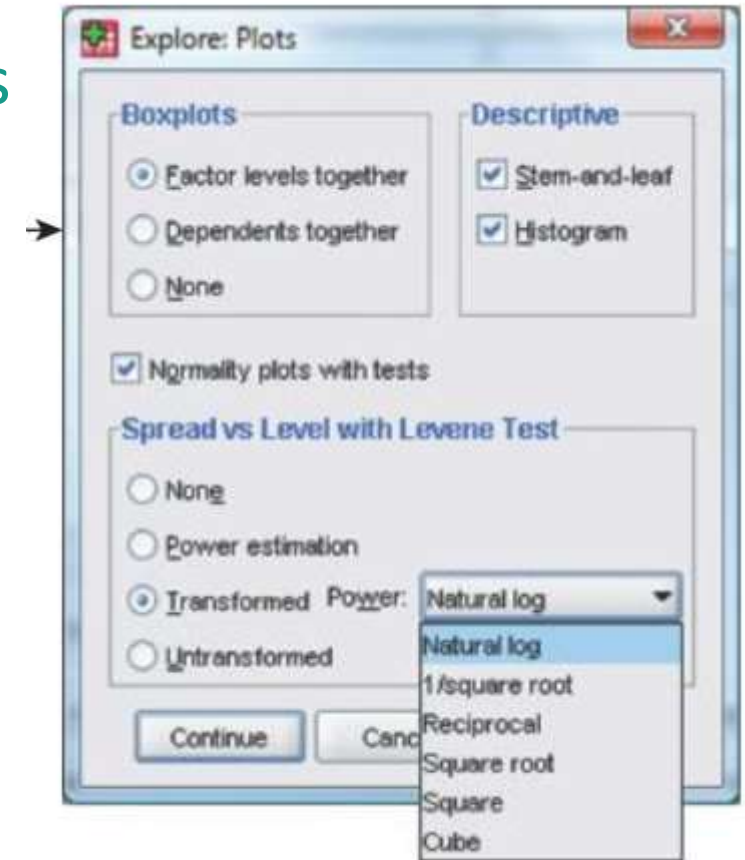 Explore: Plots
s
Boxplots
Factor levels together
Dependents together
None
Descriptive
Stem-and-leaf
Histogram
Normality plots with tests
Spread vs Level with Levene Test
None
Power estimation
Transformed Power: Natural log
Untransformed
Natural log
1/square root
Reciprocal
Square root
Square
Cube
Continue
Canc